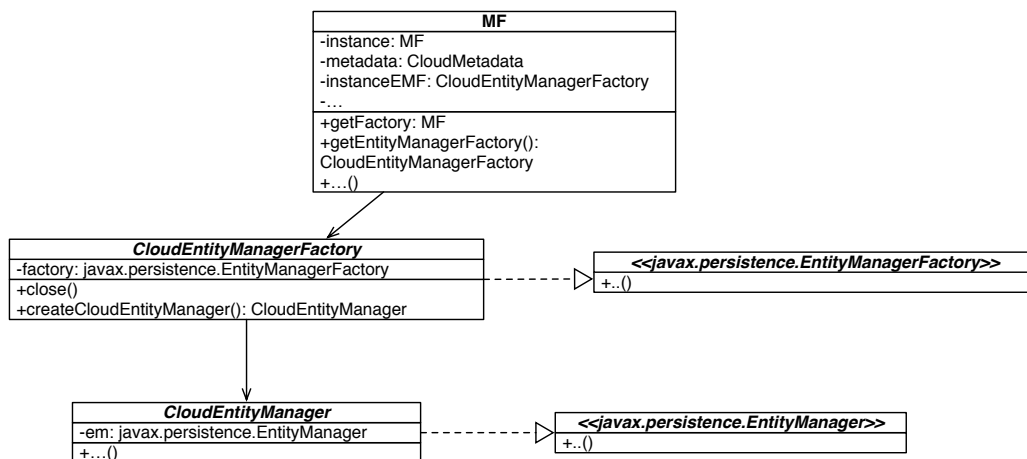 MF
-instance: MF
-metadata: CloudMetadata
-instanceEMF: CloudEntityManagerFactory
-...
+getFactory: MF
+getEntityManagerFactory():
CloudEntityManagerFactory
+...()
CloudEntityManagerFactory
-factory: javax.persistence.EntityManagerFactory
+close()
+createCloudEntityManager(): CloudEntityManager
<<javax.persistence.EntityManagerFactory>>
+..()
CloudEntityManager
-em: javax.persistence.EntityManager
+...()
<<javax.persistence.EntityManager>>
+..()